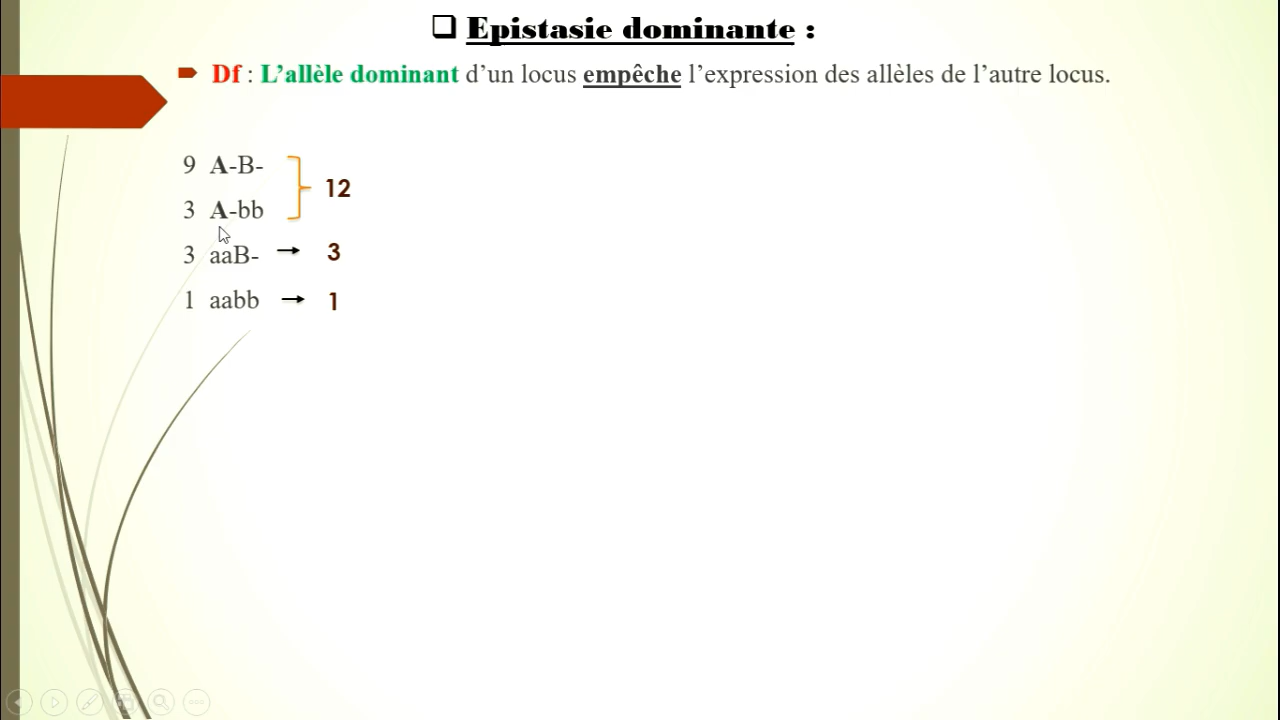 Epistasie dominante :
Df : L’allèle dominant d’un locus empêche l’expression des allèles de l’autre locus.
9 A-B-
3 A-bb
12
3 aaB- → 3
1 aabb → 1